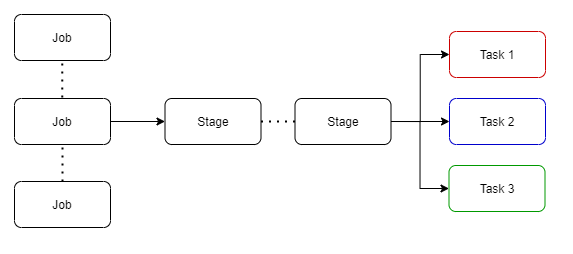 Job
Job
Stage
Stage
Task 1
Task 2
Job
Task 3